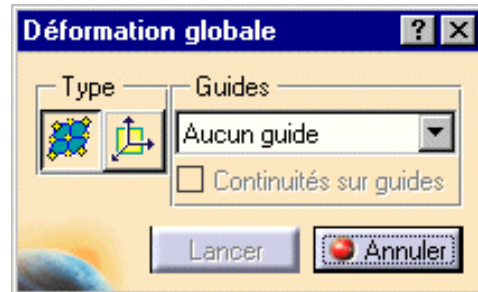 Déformation globale
Type
Guides
Aucun guide
Continuités sur guides
Lancer
Annuler